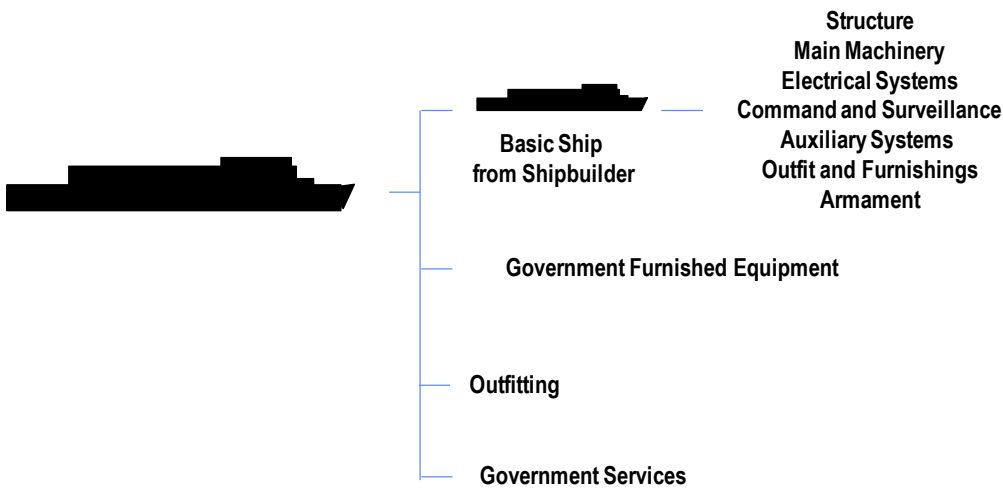 Structure
Main Machinery
Electrical Systems
Command and Surveillance
Auxiliary Systems
Outfit and Furnishings
Armament
Basic Ship
from Shipbuilder
Government Furnished Equipment
Outfitting
Government Services